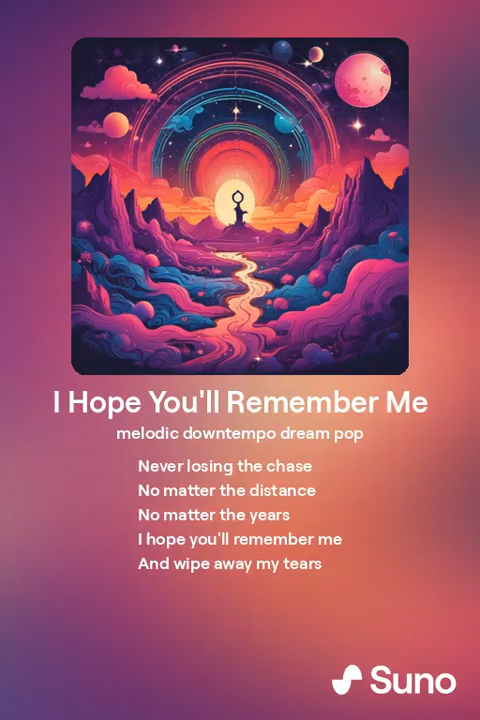 I Hope You'll Remember Me
melodic downtempo dream pop
Never losing the chase
No matter the distance
No matter the years
I hope you'll remember me
And wipe away my tears
Suno